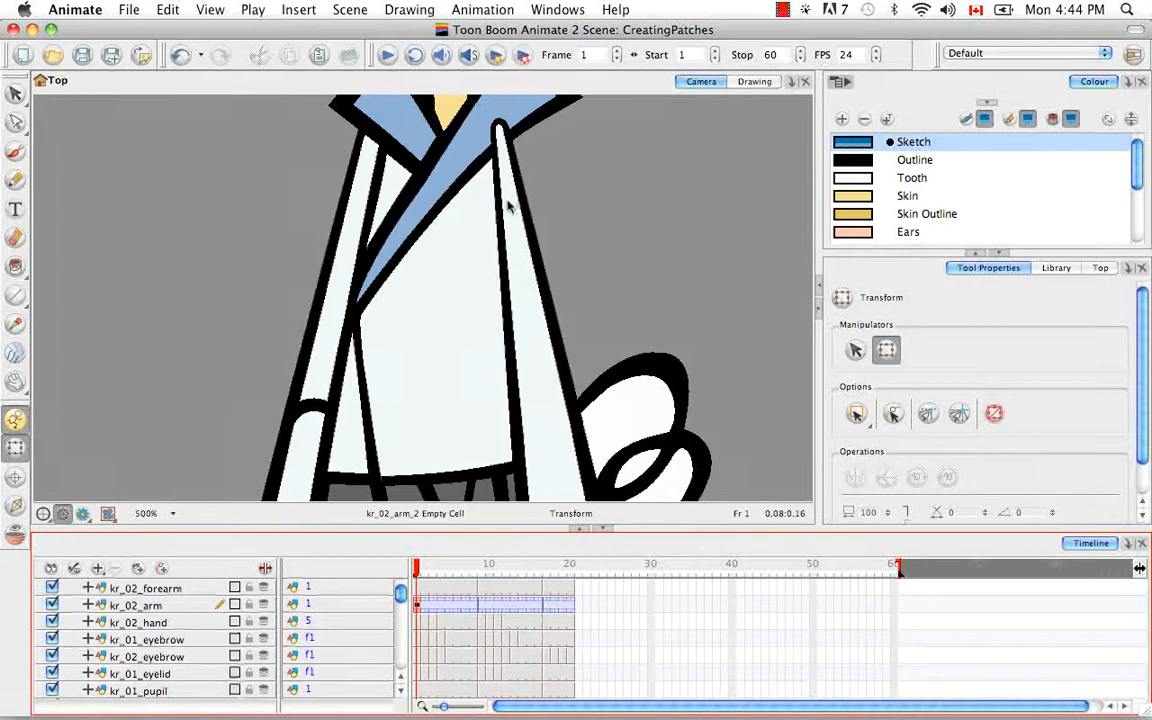 Animate File Edit View Play Insert Scene Drawing Animation Windows Help 7 Mon 4:44 PM
Toon Boom Animate 2 Scene: CreatingPatches
Frame 1 Start 1 Stop 60 FPS 24 Default
Top Camera Drawing Colour
Sketch
Outline
Tooth
Skin
Skin Outline
Ears
Tool Properties Library Top
Transform
Manipulators
Options
Operations
100 0 0
500% kr_02_arm_2 Empty Cell Transform Fr 1 0.08:0.16
Timeline
10 20 30 40 50 6
kr_02_forearm 1
kr_02_arm 1
kr_02_hand 5
kr_01_eyebrow f1
kr_02_eyebrow f1
kr_01_eyelid f1
kr_01_pupil 1